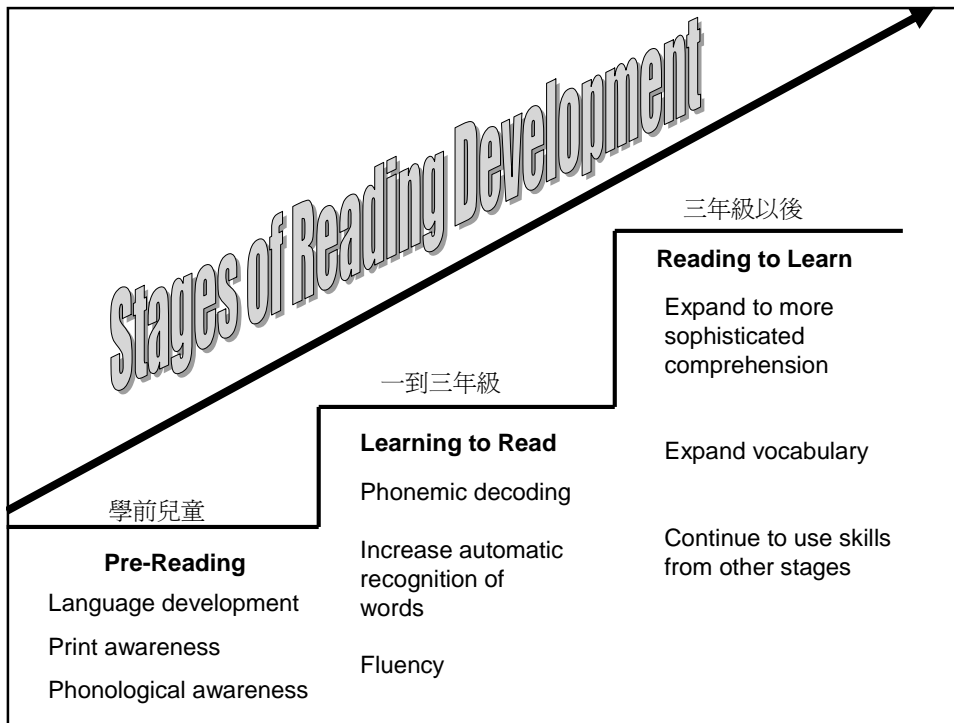 Stages of Reading Development
學前兒童
Pre-Reading
Language development
Print awareness
Phonological awareness
一到三年級
Learning to Read
Phonemic decoding
Increase automatic
recognition of
words
Fluency
三年級以後
Reading to Learn
Expand to more
sophisticated
comprehension
Expand vocabulary
Continue to use skills
from other stages